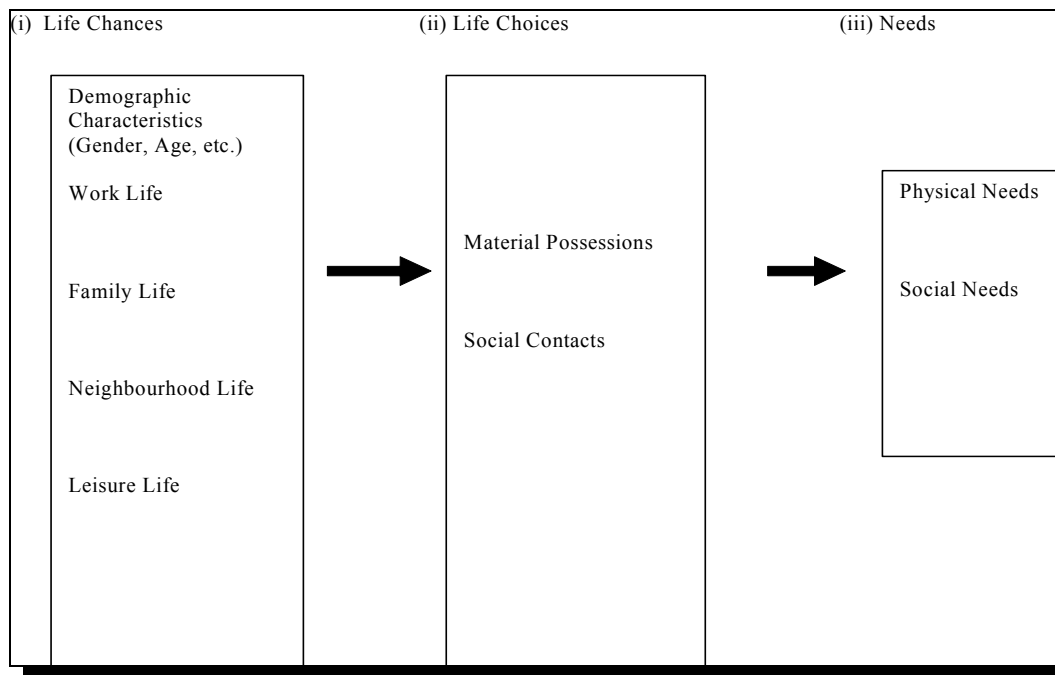 (i) Life Chances
(ii) Life Choices
(iii) Needs
Demographic
Characteristics
(Gender, Age, etc.)
Work Life
Family Life
Neighbourhood Life
Leisure Life
Material Possessions
Social Contacts
Physical Needs
Social Needs